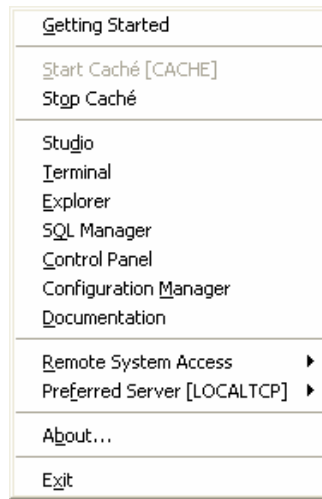 Getting Started
Start Caché [CACHE]
Stop Caché
Studio
Terminal
Explorer
SQL Manager
Control Panel
Configuration Manager
Documentation
Remote System Access
Preferred Server [LOCALTCP]
About...
Exit